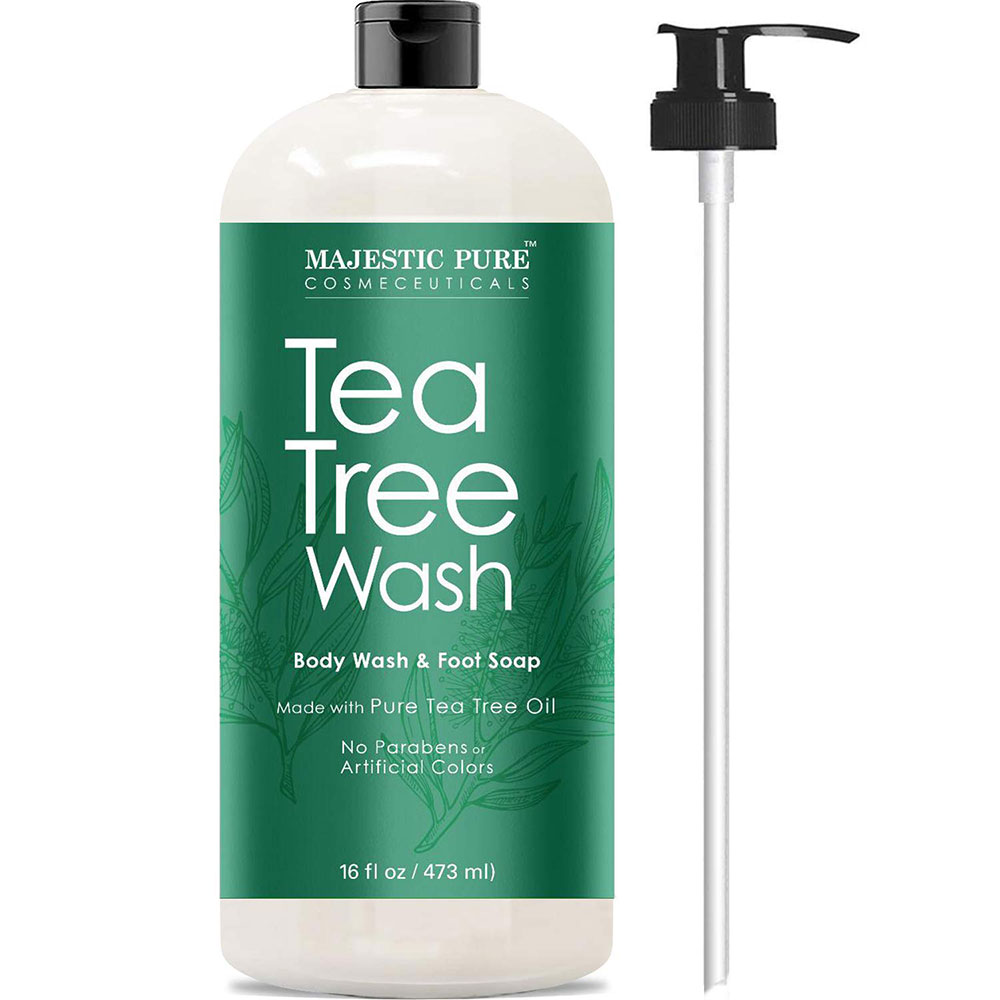 MAJESTIC PURE™
COSMECEUTICALS
Tea
Tree
Wash
Body Wash & Foot Soap
Made with Pure Tea Tree Oil
No Parabens or
Artificial Colors
16 fl oz / 473 ml)